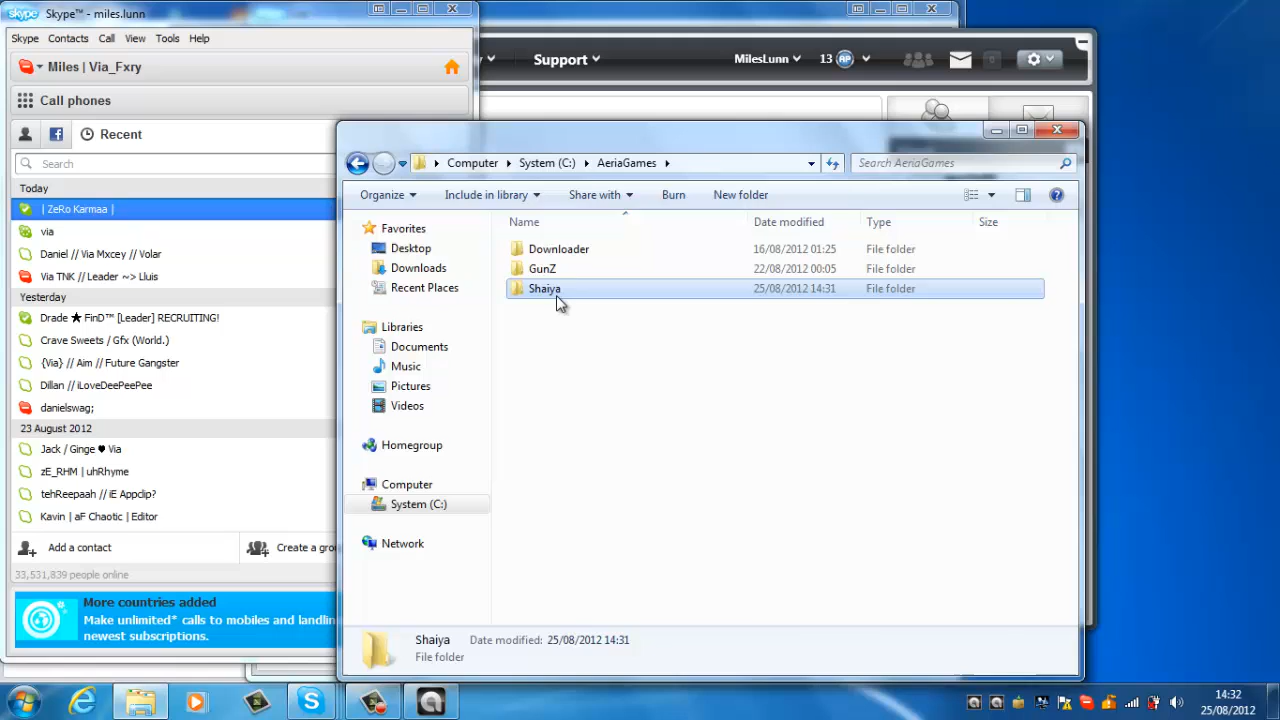 Skype™ - miles.lunn
Skype Contacts Call View Tools Help
Miles | Via_Fxry
Call phones
Recent
Search
Today
| ZeRo Karmaa |
via
Daniel // Via Mxcey // Volar
Via TNK // Leader ~> Lluis
Yesterday
Drade ★ FinD™ [Leader] RECRUITING!
Crave Sweets / Gfx (World.)
{Via} // Aim // Future Gangster
Dillan // iLoveDeePeePee
danielswag;
23 August 2012
Jack / Ginge ♥ Via
zE_RHM | uhRhyme
tehReepaah // iE Appclip?
Kavin | aF Chaotic | Editor
Add a contact
Create a gro
33,531,839 people online
More countries added
Make unlimited* calls to mobiles and landlin
newest subscriptions.
Support
MilesLunn
13 AP
0
Computer System (C:) AeriaGames
Search AeriaGames
Organize Include in library Share with Burn New folder
Name Date modified Type Size
Favorites
Desktop
Downloads
Recent Places
Libraries
Documents
Music
Pictures
Videos
Homegroup
Computer
System (C:)
Network
Downloader 16/08/2012 01:25 File folder
GunZ 22/08/2012 00:05 File folder
Shaiya 25/08/2012 14:31 File folder
Shaiya Date modified: 25/08/2012 14:31
File folder
14:32
25/08/2012